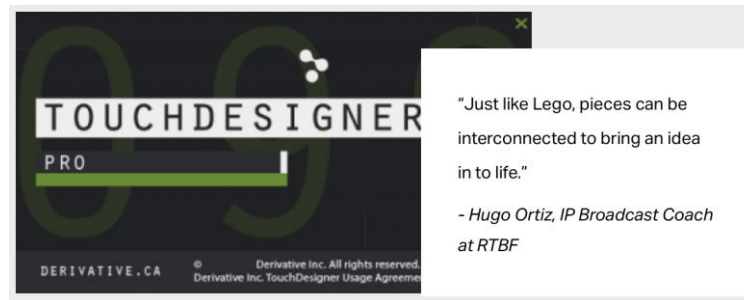 099
TOUCHDESIGNER
PRO
DERIVATIVE.CA
© Derivative Inc. All rights reserved.
Derivative Inc. TouchDesigner Usage
"Just like Lego, pieces can be
interconnected to bring an idea
in to life."
- Hugo Ortiz, IP Broadcast Coach
at RTBF